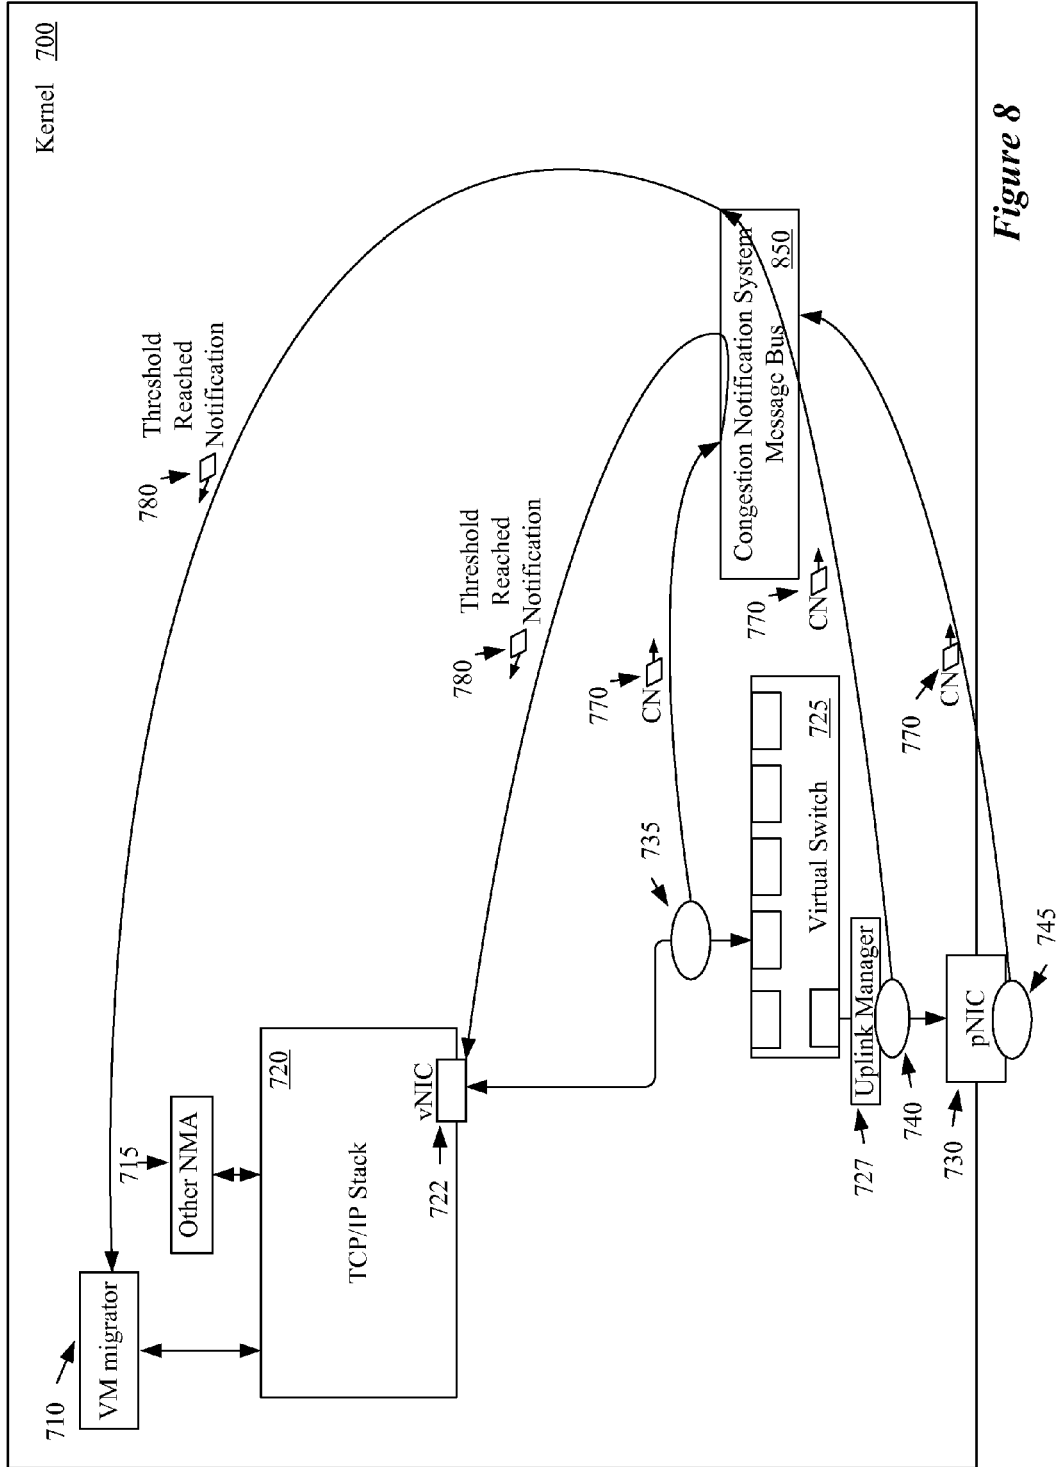 Kernel 700
VM migrator
710
Other NMA
715
TCP/IP Stack
720
vNIC
722
780
Threshold
Reached
Notification
780
Threshold
Reached
Notification
770
CN
735
Congestion Notification System
Message Bus
850
770
CN
Virtual Switch
725
Uplink Manager
727
740
770
CN
pNIC
730
745
Figure 8